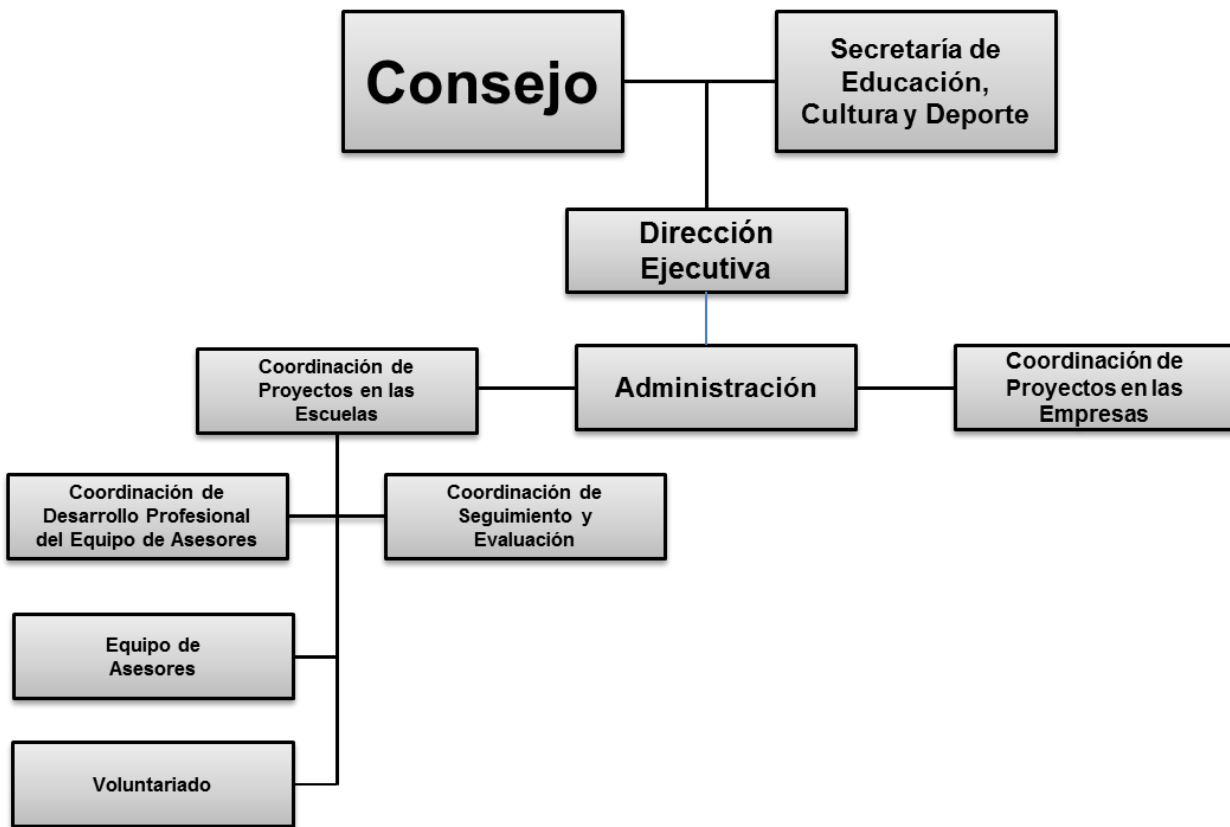 Consejo
Secretaría de
Educación,
Cultura y Deporte
Dirección
Ejecutiva
Coordinación de
Proyectos en las
Escuelas
Administración
Coordinación de
Proyectos en las
Empresas
Coordinación de
Desarrollo Profesional
del Equipo de Asesores
Coordinación de
Seguimiento y
Evaluación
Equipo de
Asesores
Voluntariado